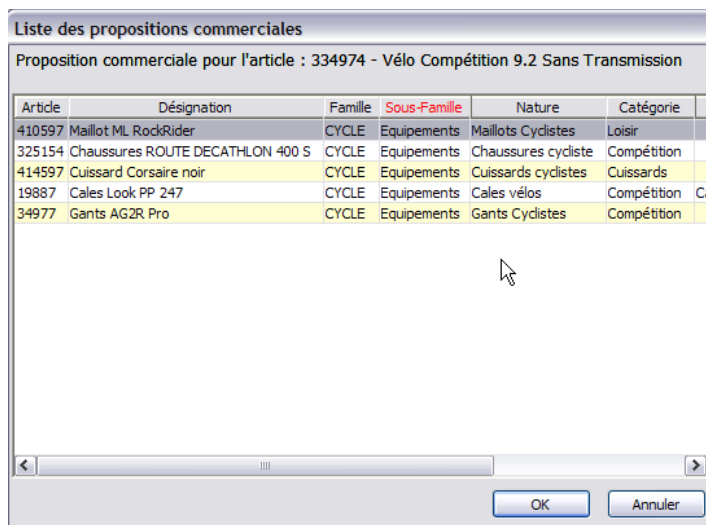 Liste des propositions commerciales
Proposition commerciale pour l'article : 334974 - Vélo Compétition 9.2 Sans Transmission
Article Désignation Famille Sous-Famille Nature Catégorie
410597 Maillot ML RockRider CYCLE Equipements Maillots Cyclistes Loisir
325154 Chaussures ROUTE DECATHLON 400 S CYCLE Equipements Chaussures cycliste Compétition
414597 Cuissard Corsaire noir CYCLE Equipements Cuissards cyclistes Cuissards
19887 Cales Look PP 247 CYCLE Equipements Cales vélos Compétition
34977 Gants AG2R Pro CYCLE Equipements Gants Cyclistes Compétition
OK Annuler